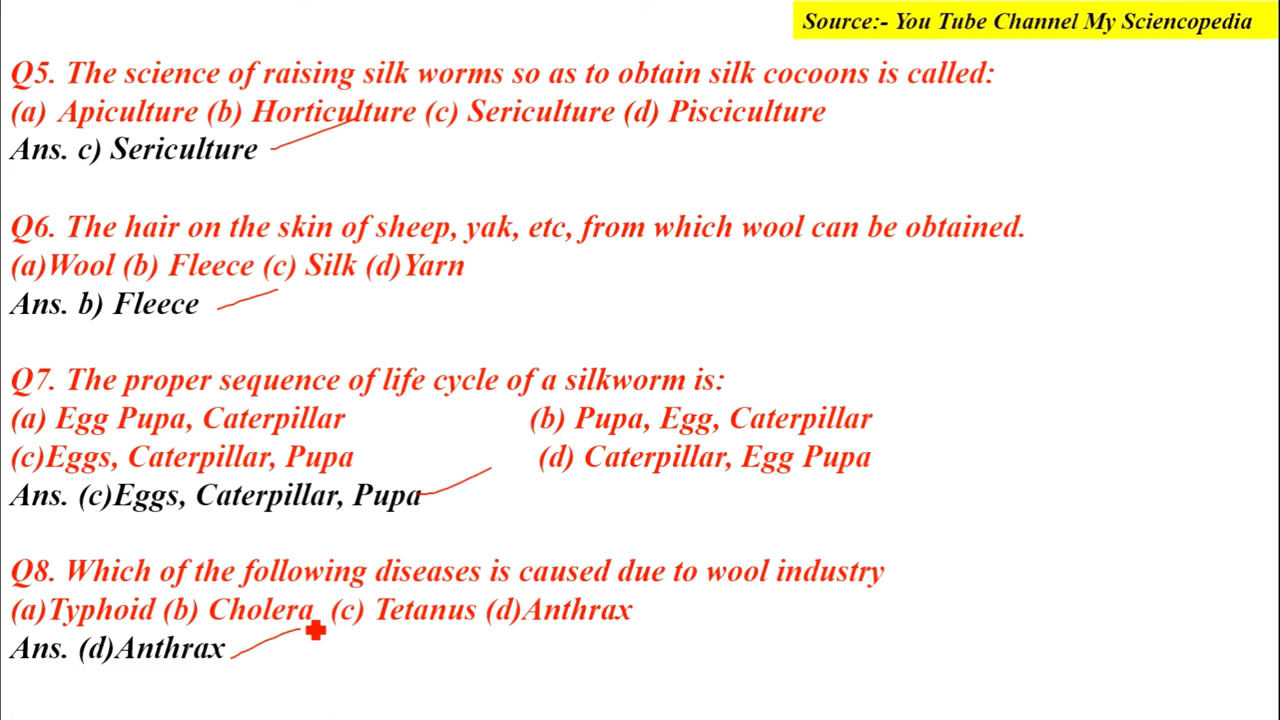 Source:- You Tube Channel My Sciencopedia
Q5. The science of raising silk worms so as to obtain silk cocoons is called:
(a) Apiculture (b) Horticulture (c) Sericulture (d) Pisciculture
Ans. c) Sericulture
Q6. The hair on the skin of sheep, yak, etc, from which wool can be obtained.
(a)Wool (b) Fleece (c) Silk (d)Yarn
Ans. b) Fleece
Q7. The proper sequence of life cycle of a silkworm is:
(a) Egg Pupa, Caterpillar (b) Pupa, Egg, Caterpillar
(c)Eggs, Caterpillar, Pupa (d) Caterpillar, Egg Pupa
Ans. (c)Eggs, Caterpillar, Pupa
Q8. Which of the following diseases is caused due to wool industry
(a)Typhoid (b) Cholera (c) Tetanus (d)Anthrax
Ans. (d)Anthrax